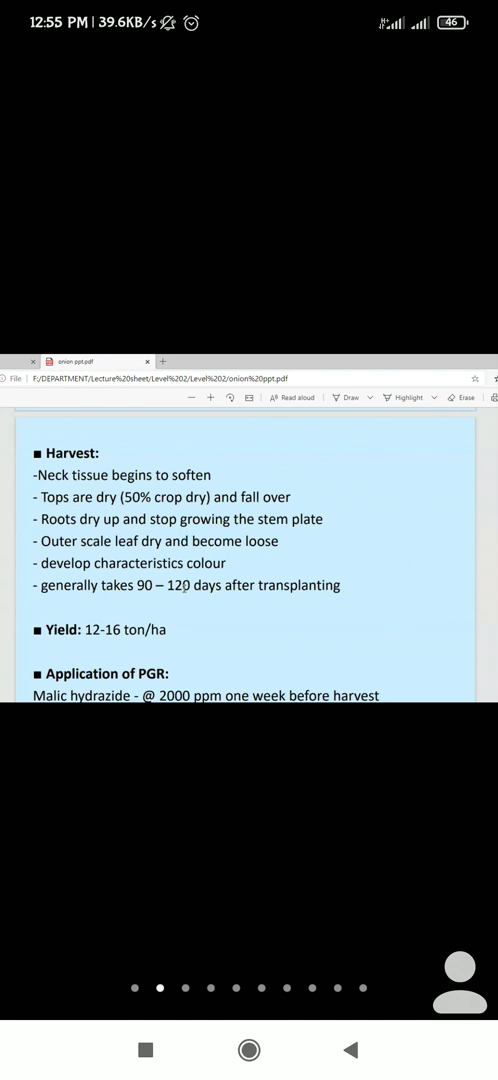 12:55 PM | 39.6KB/s
46
onion ppt.pdf
File | F:/DEPARTMENT/Lecture%20sheet/Level%202/Level%202/onion%20ppt.pdf
Read aloud | Draw | Highlight | Erase
■ Harvest:
-Neck tissue begins to soften
- Tops are dry (50% crop dry) and fall over
- Roots dry up and stop growing the stem plate
- Outer scale leaf dry and become loose
- develop characteristics colour
- generally takes 90 – 120 days after transplanting
■ Yield: 12-16 ton/ha
■ Application of PGR:
Malic hydrazide - @ 2000 ppm one week before harvest